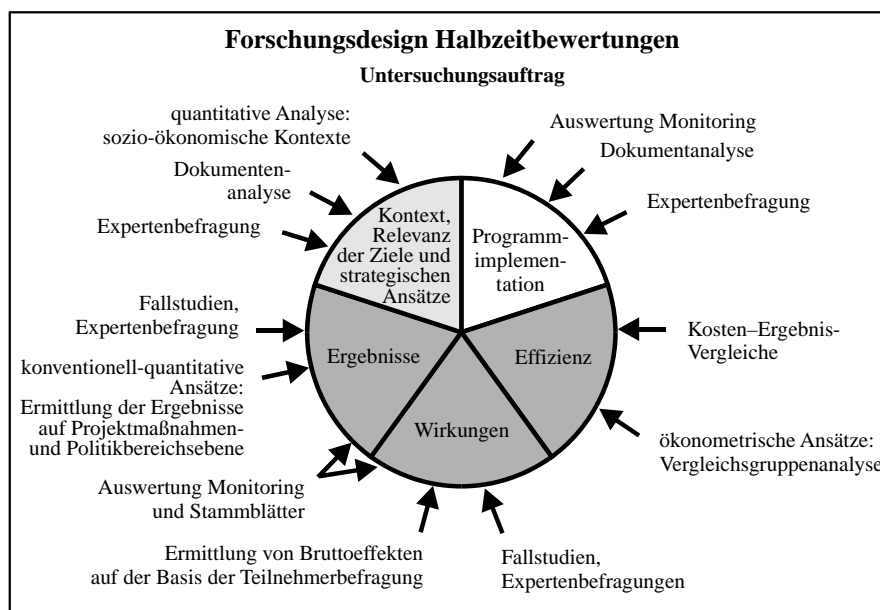 Forschungsdesign Halbzeitbewertungen
Untersuchungsauftrag
quantitative Analyse:
sozio-ökonomische Kontexte
Dokumenten-
analyse
Expertenbefragung
Auswertung Monitoring
Dokumentanalyse
Expertenbefragung
Kontext,
Relevanz
der Ziele und
strategischen
Ansätze
Programm-
implemen-
tation
Fallstudien,
Expertenbefragung
konventionell-quantitative
Ansätze:
Ermittlung der Ergebnisse
auf Projektmaßnahmen-
und Politikbereichsebene
Ergebnisse
Effizienz
Wirkungen
Kosten–Ergebnis-
Vergleiche
ökonometrische Ansätze:
Vergleichsgruppenanalyse
Auswertung Monitoring
und Stammblätter
Ermittlung von Bruttoeffekten
auf der Basis der Teilnehmerbefragung
Fallstudien,
Expertenbefragungen